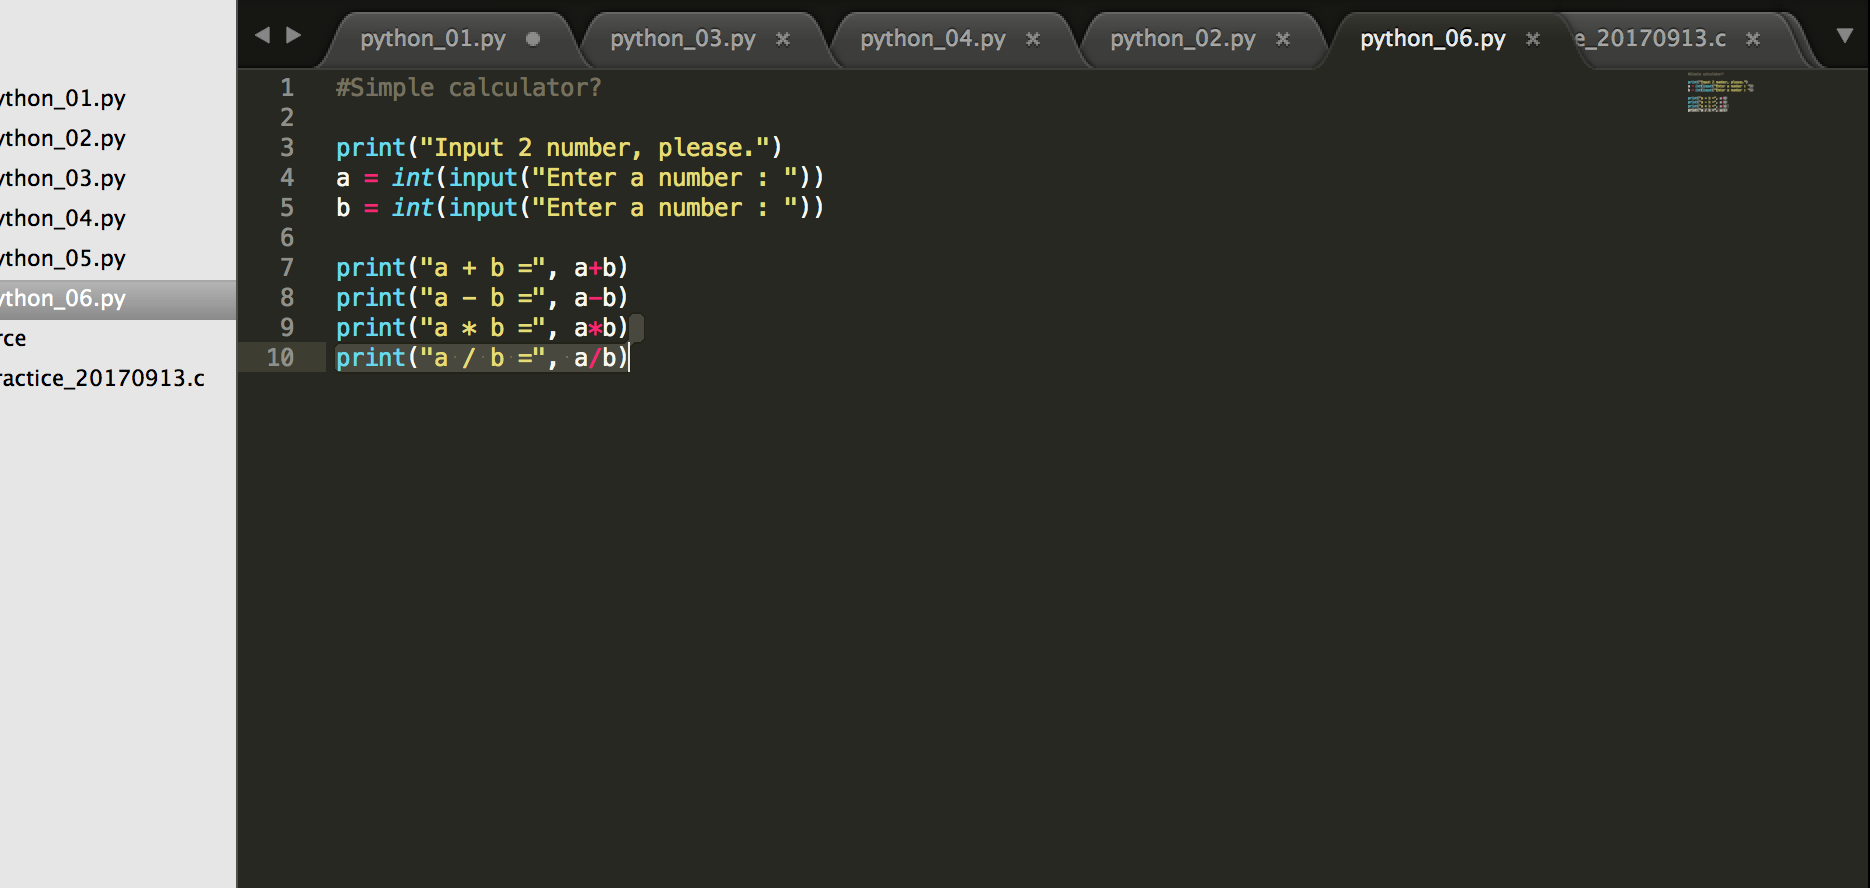 python_01.py python_03.py python_04.py python_02.py python_06.py e_20170913.c
ython_01.py
ython_02.py
ython_03.py
ython_04.py
ython_05.py
ython_06.py
rce
ractice_20170913.c
1 #Simple calculator?
2
3 print("Input 2 number, please.")
4 a = int(input("Enter a number : "))
5 b = int(input("Enter a number : "))
6
7 print("a + b =", a+b)
8 print("a - b =", a-b)
9 print("a * b =", a*b)
10 print("a / b =", a/b)